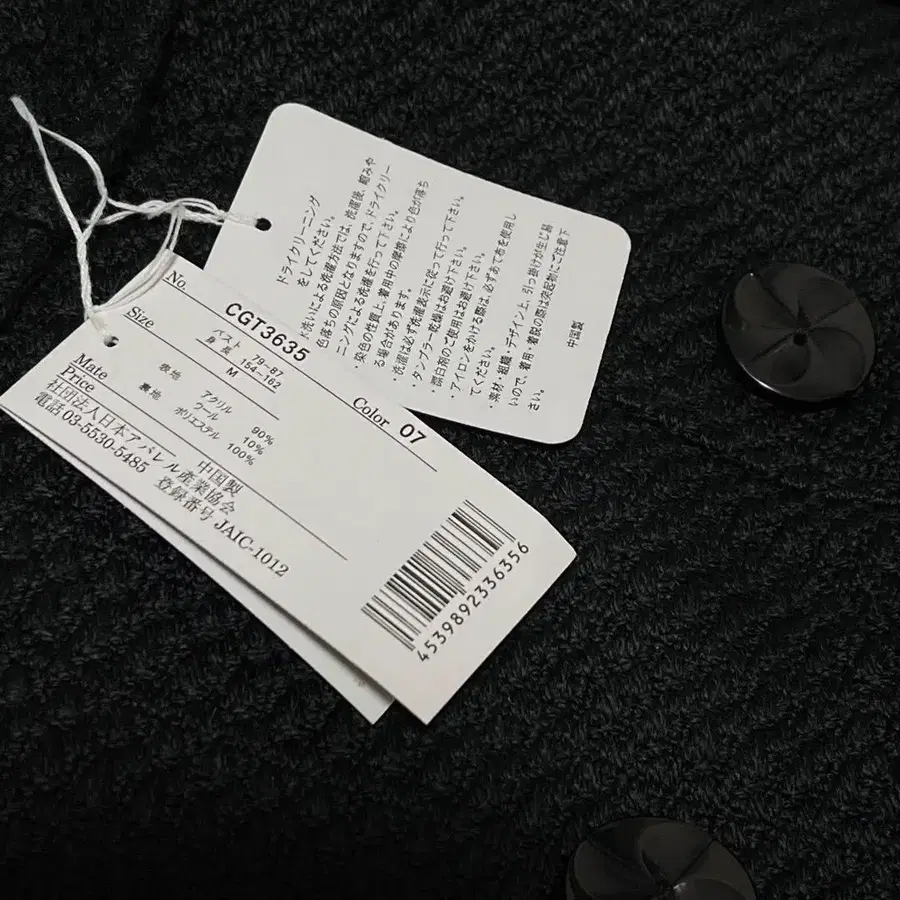 No. CGT3635 Color 07
Size バスト 79-87
身長 154-162
M
Mate 表地 アクリル 90%
ウール 10%
裏地 ポリエステル 100%
Price
中国製
社団法人日本アパレル産業協会
電話 03-5530-5485 登録番号 JAIC-1012
4539892336356
ドライクリーニング
をしてください。
水洗いによる洗濯方法では、洗濯後、縮みや
色落ちの原因となりますので、ドライクリー
ニングによる洗濯を行って下さい。
・染色の性質上、着用中の摩擦により色が落ち
る場合があります。
・洗濯は必ず洗濯表示に従って行って下さい。
・タンブラー乾燥はお避け下さい。
・漂白剤のご使用はお避け下さい。
・アイロンをかける際は、必ずあて布を使用し
てください。
・素材・組織・デザイン上、引っ掛けが生じ易
いので、着用・着脱の際は突起物にご注意下
さい。
中国製